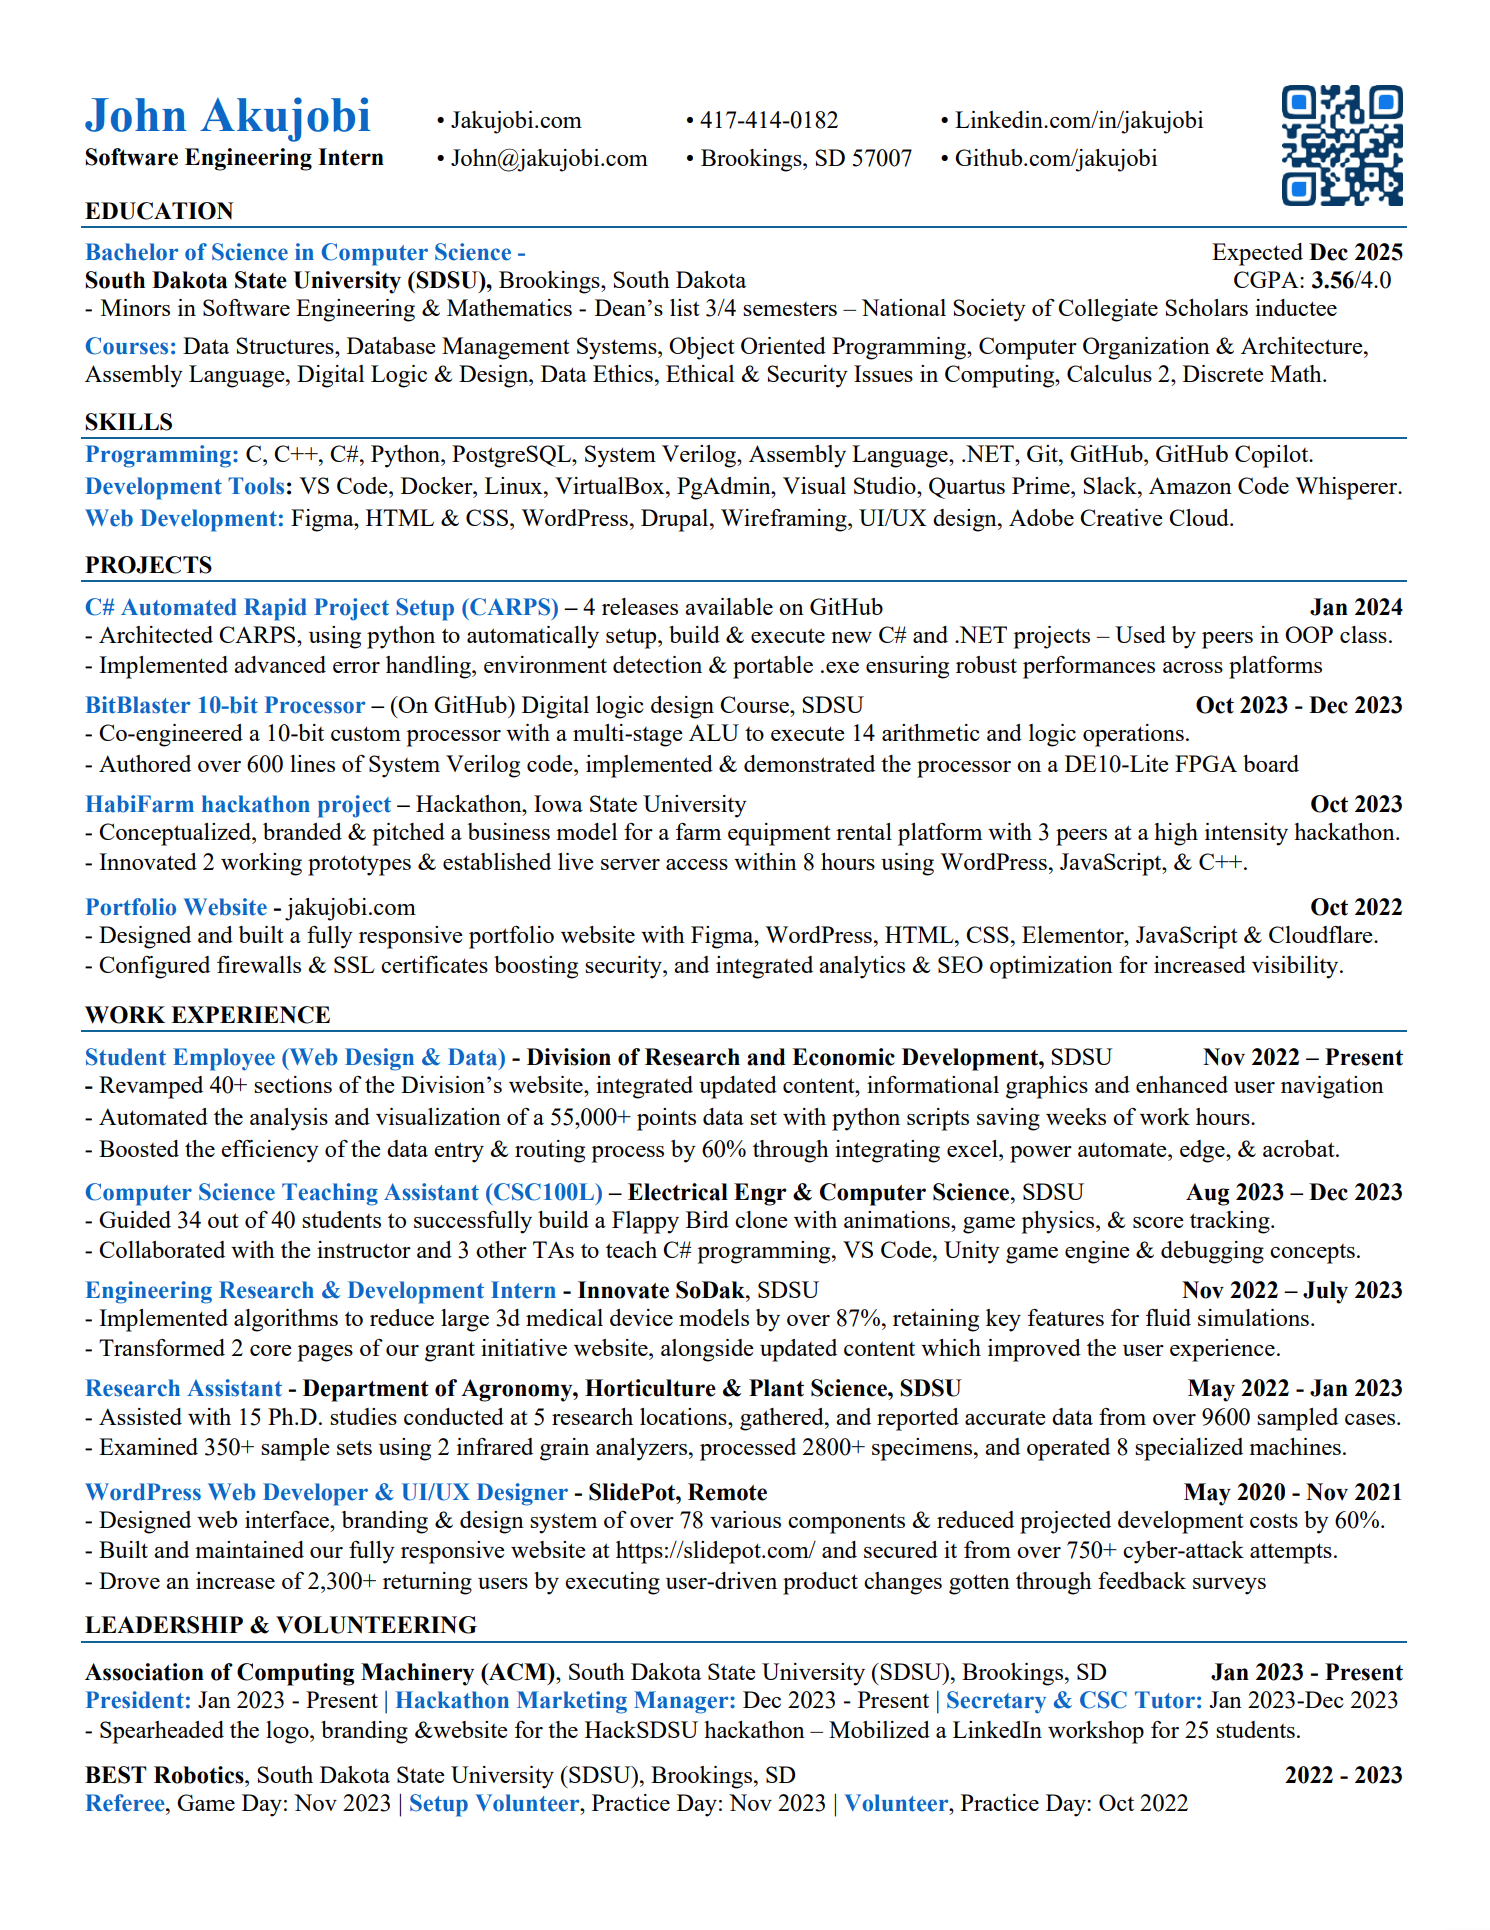 John Akujobi
Software Engineering Intern
• Jakujobi.com • 417-414-0182 • Linkedin.com/in/jakujobi
• John@jakujobi.com • Brookings, SD 57007 • Github.com/jakujobi
EDUCATION
Bachelor of Science in Computer Science - Expected Dec 2025
South Dakota State University (SDSU), Brookings, South Dakota CGPA: 3.56/4.0
- Minors in Software Engineering & Mathematics - Dean’s list 3/4 semesters – National Society of Collegiate Scholars inductee
Courses: Data Structures, Database Management Systems, Object Oriented Programming, Computer Organization & Architecture,
Assembly Language, Digital Logic & Design, Data Ethics, Ethical & Security Issues in Computing, Calculus 2, Discrete Math.
SKILLS
Programming: C, C++, C#, Python, PostgreSQL, System Verilog, Assembly Language, .NET, Git, GitHub, GitHub Copilot.
Development Tools: VS Code, Docker, Linux, VirtualBox, PgAdmin, Visual Studio, Quartus Prime, Slack, Amazon Code Whisperer.
Web Development: Figma, HTML & CSS, WordPress, Drupal, Wireframing, UI/UX design, Adobe Creative Cloud.
PROJECTS
C# Automated Rapid Project Setup (CARPS) – 4 releases available on GitHub Jan 2024
- Architected CARPS, using python to automatically setup, build & execute new C# and .NET projects – Used by peers in OOP class.
- Implemented advanced error handling, environment detection & portable .exe ensuring robust performances across platforms
BitBlaster 10-bit Processor – (On GitHub) Digital logic design Course, SDSU Oct 2023 - Dec 2023
- Co-engineered a 10-bit custom processor with a multi-stage ALU to execute 14 arithmetic and logic operations.
- Authored over 600 lines of System Verilog code, implemented & demonstrated the processor on a DE10-Lite FPGA board
HabiFarm hackathon project – Hackathon, Iowa State University Oct 2023
- Conceptualized, branded & pitched a business model for a farm equipment rental platform with 3 peers at a high intensity hackathon.
- Innovated 2 working prototypes & established live server access within 8 hours using WordPress, JavaScript, & C++.
Portfolio Website - jakujobi.com Oct 2022
- Designed and built a fully responsive portfolio website with Figma, WordPress, HTML, CSS, Elementor, JavaScript & Cloudflare.
- Configured firewalls & SSL certificates boosting security, and integrated analytics & SEO optimization for increased visibility.
WORK EXPERIENCE
Student Employee (Web Design & Data) - Division of Research and Economic Development, SDSU Nov 2022 – Present
- Revamped 40+ sections of the Division’s website, integrated updated content, informational graphics and enhanced user navigation
- Automated the analysis and visualization of a 55,000+ points data set with python scripts saving weeks of work hours.
- Boosted the efficiency of the data entry & routing process by 60% through integrating excel, power automate, edge, & acrobat.
Computer Science Teaching Assistant (CSC100L) – Electrical Engr & Computer Science, SDSU Aug 2023 – Dec 2023
- Guided 34 out of 40 students to successfully build a Flappy Bird clone with animations, game physics, & score tracking.
- Collaborated with the instructor and 3 other TAs to teach C# programming, VS Code, Unity game engine & debugging concepts.
Engineering Research & Development Intern - Innovate SoDak, SDSU Nov 2022 – July 2023
- Implemented algorithms to reduce large 3d medical device models by over 87%, retaining key features for fluid simulations.
- Transformed 2 core pages of our grant initiative website, alongside updated content which improved the user experience.
Research Assistant - Department of Agronomy, Horticulture & Plant Science, SDSU May 2022 - Jan 2023
- Assisted with 15 Ph.D. studies conducted at 5 research locations, gathered, and reported accurate data from over 9600 sampled cases.
- Examined 350+ sample sets using 2 infrared grain analyzers, processed 2800+ specimens, and operated 8 specialized machines.
WordPress Web Developer & UI/UX Designer - SlidePot, Remote May 2020 - Nov 2021
- Designed web interface, branding & design system of over 78 various components & reduced projected development costs by 60%.
- Built and maintained our fully responsive website at https://slidepot.com/ and secured it from over 750+ cyber-attack attempts.
- Drove an increase of 2,300+ returning users by executing user-driven product changes gotten through feedback surveys
LEADERSHIP & VOLUNTEERING
Association of Computing Machinery (ACM), South Dakota State University (SDSU), Brookings, SD Jan 2023 - Present
President: Jan 2023 - Present | Hackathon Marketing Manager: Dec 2023 - Present | Secretary & CSC Tutor: Jan 2023-Dec 2023
- Spearheaded the logo, branding &website for the HackSDSU hackathon – Mobilized a LinkedIn workshop for 25 students.
BEST Robotics, South Dakota State University (SDSU), Brookings, SD 2022 - 2023
Referee, Game Day: Nov 2023 | Setup Volunteer, Practice Day: Nov 2023 | Volunteer, Practice Day: Oct 2022